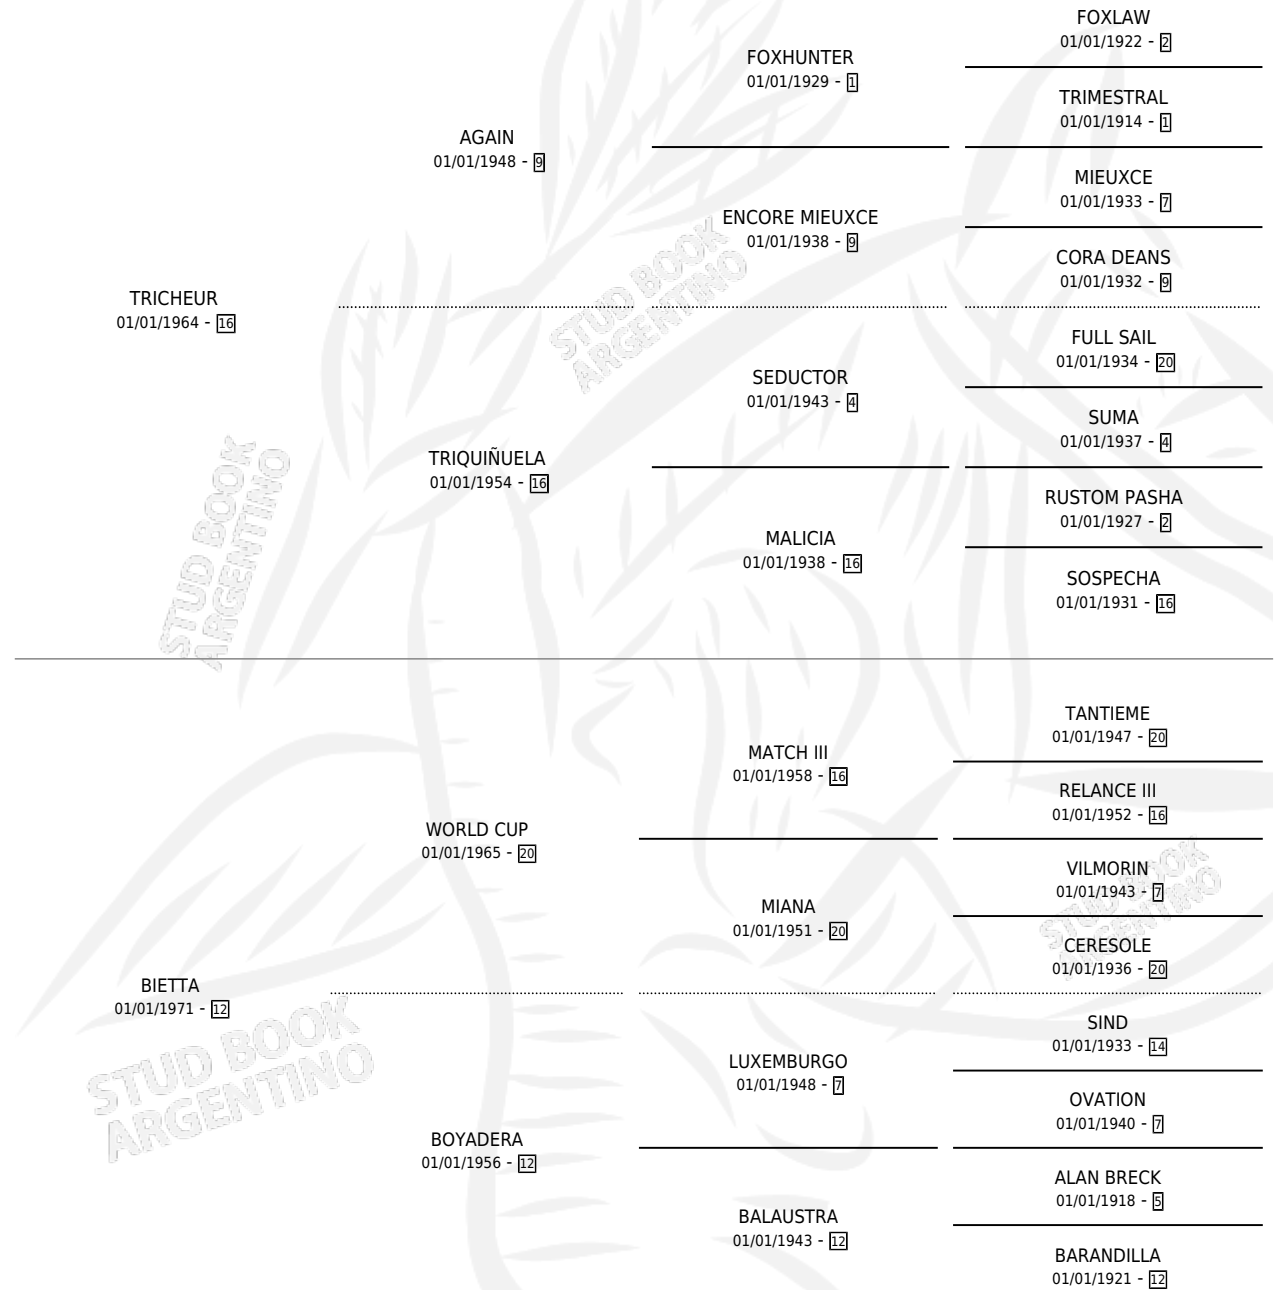 FOXLAW
01/01/1922 - 2
FOXHUNTER
01/01/1929 - 1
TRIMESTRAL
01/01/1914 - 1
AGAIN
01/01/1948 - 9
MIEUXCE
01/01/1933 - 7
ENCORE MIEUXCE
01/01/1938 - 9
CORA DEANS
01/01/1932 - 9
TRICHEUR
01/01/1964 - 16
FULL SAIL
01/01/1934 - 20
SEDUCTOR
01/01/1943 - 4
SUMA
01/01/1937 - 4
TRIQUIÑUELA
01/01/1954 - 16
RUSTOM PASHA
01/01/1927 - 2
MALICIA
01/01/1938 - 16
SOSPECHA
01/01/1931 - 16
STUD BOOK
ARGENTINO
STUD BOOK
ARGENTINO
TANTIEME
01/01/1947 - 20
MATCH III
01/01/1958 - 16
RELANCE III
01/01/1952 - 16
WORLD CUP
01/01/1965 - 20
VILMORIN
01/01/1943 - 7
MIANA
01/01/1951 - 20
CERESOLE
01/01/1936 - 20
BIETTA
01/01/1971 - 12
SIND
01/01/1933 - 14
LUXEMBURGO
01/01/1948 - 7
OVATION
01/01/1940 - 7
BOYADERA
01/01/1956 - 12
ALAN BRECK
01/01/1918 - 5
BALAUSTRA
01/01/1943 - 12
BARANDILLA
01/01/1921 - 12
STUD BOOK
ARGENTINO
STUD BOOK
ARGENTINO